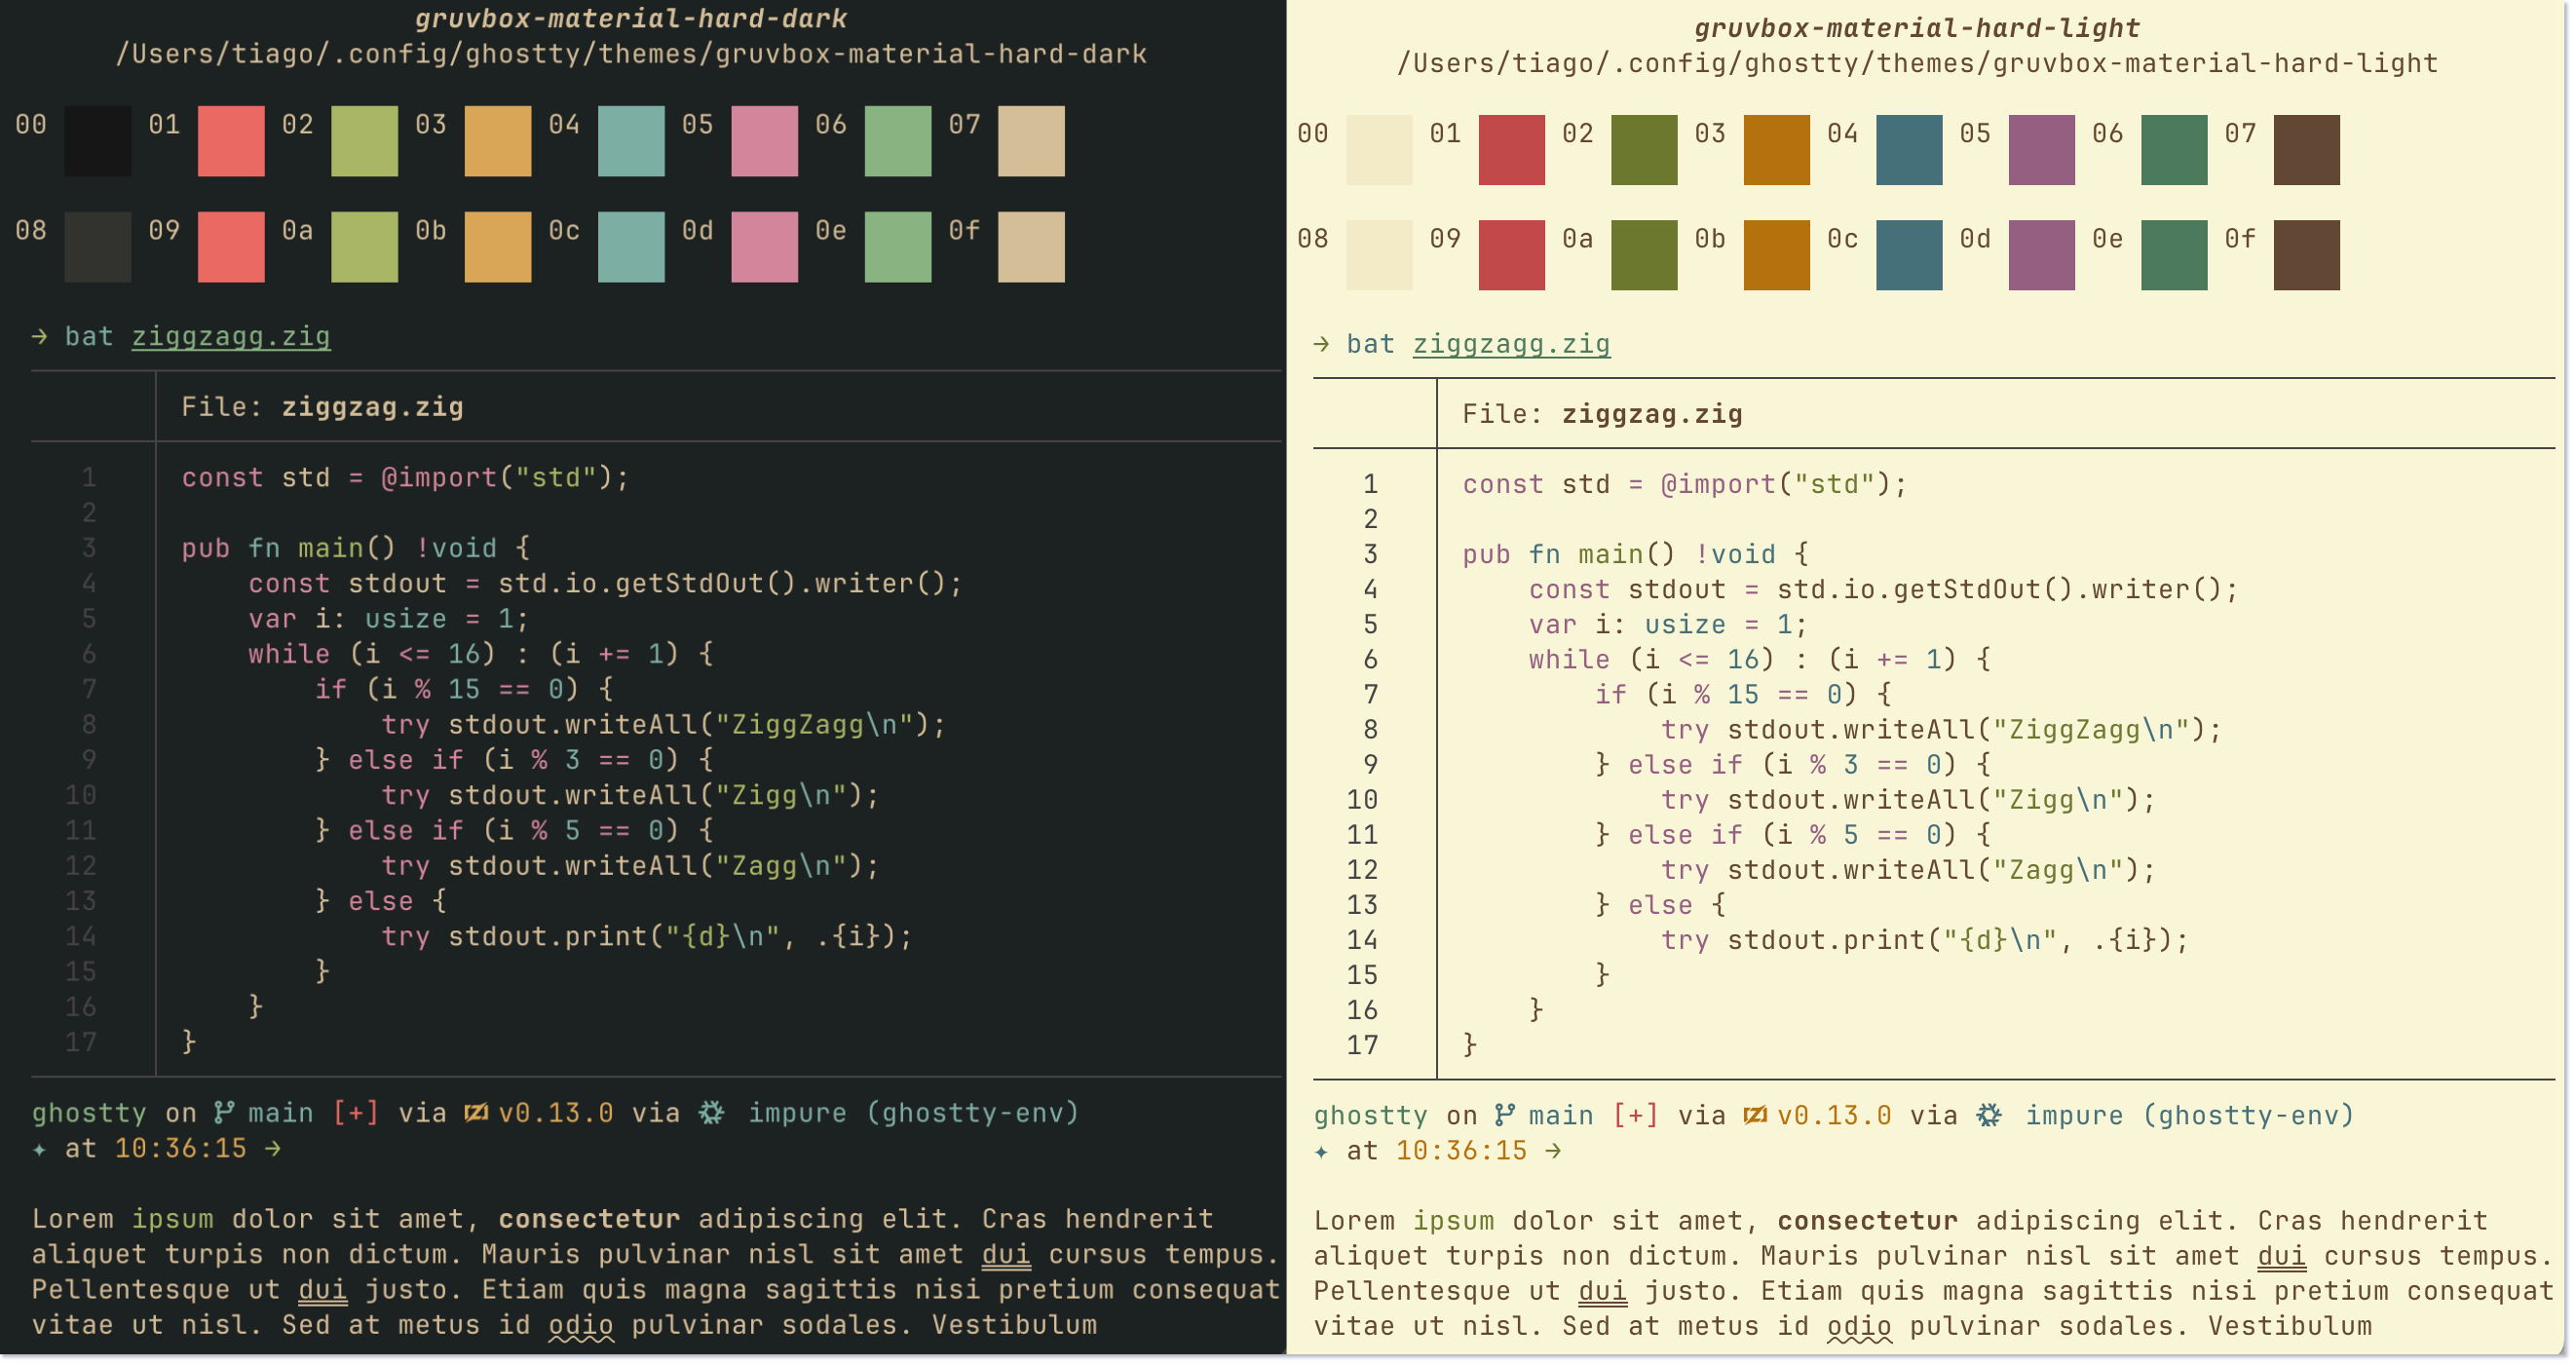 gruvbox-material-hard-dark
/Users/tiago/.config/ghostty/themes/gruvbox-material-hard-dark
00 01 02 03 04 05 06 07
08 09 0a 0b 0c 0d 0e 0f
→ bat ziggzagg.zig
File: ziggzag.zig
1 const std = @import("std");
2
3 pub fn main() !void {
4     const stdout = std.io.getStdOut().writer();
5     var i: usize = 1;
6     while (i <= 16) : (i += 1) {
7         if (i % 15 == 0) {
8             try stdout.writeAll("ZiggZagg\n");
9         } else if (i % 3 == 0) {
10             try stdout.writeAll("Zigg\n");
11         } else if (i % 5 == 0) {
12             try stdout.writeAll("Zagg\n");
13         } else {
14             try stdout.print("{d}\n", .{i});
15         }
16     }
17 }
ghostty on main [+] via v0.13.0 via impure (ghostty-env)
✦ at 10:36:15 →
Lorem ipsum dolor sit amet, consectetur adipiscing elit. Cras hendrerit
aliquet turpis non dictum. Mauris pulvinar nisl sit amet dui cursus tempus.
Pellentesque ut dui justo. Etiam quis magna sagittis nisi pretium consequat
vitae ut nisl. Sed at metus id odio pulvinar sodales. Vestibulum
gruvbox-material-hard-light
/Users/tiago/.config/ghostty/themes/gruvbox-material-hard-light
00 01 02 03 04 05 06 07
08 09 0a 0b 0c 0d 0e 0f
→ bat ziggzagg.zig
File: ziggzag.zig
1 const std = @import("std");
2
3 pub fn main() !void {
4     const stdout = std.io.getStdOut().writer();
5     var i: usize = 1;
6     while (i <= 16) : (i += 1) {
7         if (i % 15 == 0) {
8             try stdout.writeAll("ZiggZagg\n");
9         } else if (i % 3 == 0) {
10             try stdout.writeAll("Zigg\n");
11         } else if (i % 5 == 0) {
12             try stdout.writeAll("Zagg\n");
13         } else {
14             try stdout.print("{d}\n", .{i});
15         }
16     }
17 }
ghostty on main [+] via v0.13.0 via impure (ghostty-env)
✦ at 10:36:15 →
Lorem ipsum dolor sit amet, consectetur adipiscing elit. Cras hendrerit
aliquet turpis non dictum. Mauris pulvinar nisl sit amet dui cursus tempus.
Pellentesque ut dui justo. Etiam quis magna sagittis nisi pretium consequat
vitae ut nisl. Sed at metus id odio pulvinar sodales. Vestibulum